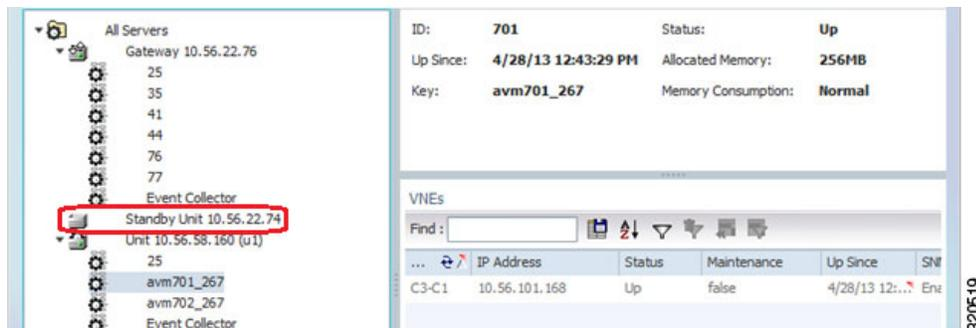 All Servers
Gateway 10.56.22.76
25
35
41
44
76
77
Event Collector
Standby Unit 10.56.22.74
Unit 10.56.58.160 (u1)
25
avm701_267
avm702_267
Event Collector
ID: 701 Status: Up
Up Since: 4/28/13 12:43:29 PM Allocated Memory: 256MB
Key: avm701_267 Memory Consumption: Normal
VNEs
Find :
... IP Address Status Maintenance Up Since
C3-C1 10.56.101.168 Up false 4/28/13 12:... Ena